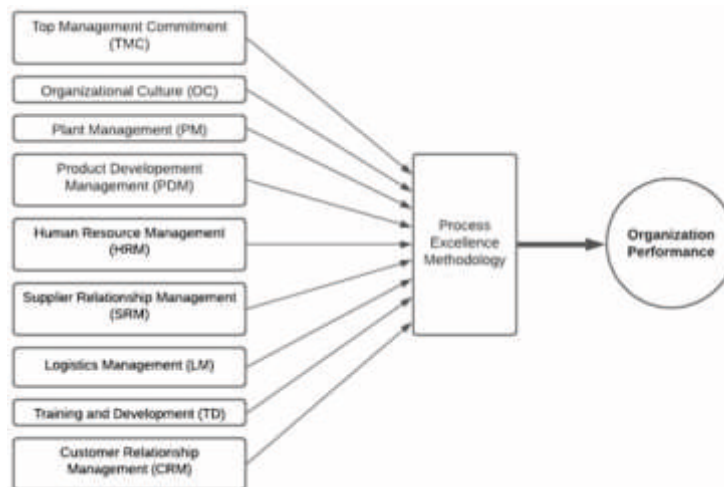 Top Management Commitment
(TMC)
Organizational Culture (OC)
Plant Management (PM)
Product Developement
Management (PDM)
Human Resource Management
(HRM)
Supplier Relationship Management
(SRM)
Logistics Management (LM)
Training and Development (TD)
Customer Relationship
Management (CRM)
Process
Excellence
Methodology
Organization
Performance